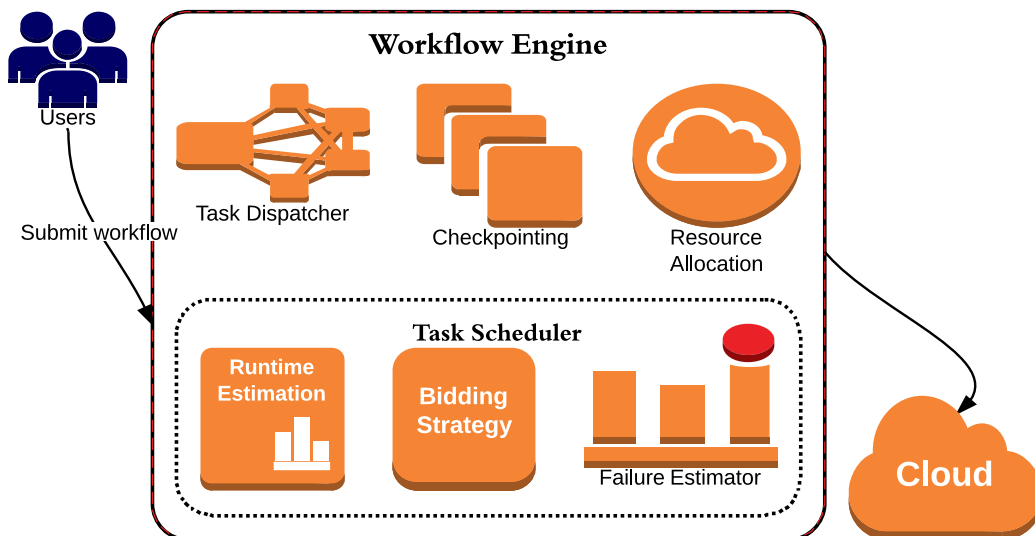 Workflow Engine
Users
Task Dispatcher
Submit workflow
Checkpointing
Resource
Allocation
Task Scheduler
Runtime
Estimation
Bidding
Strategy
Failure Estimator
Cloud